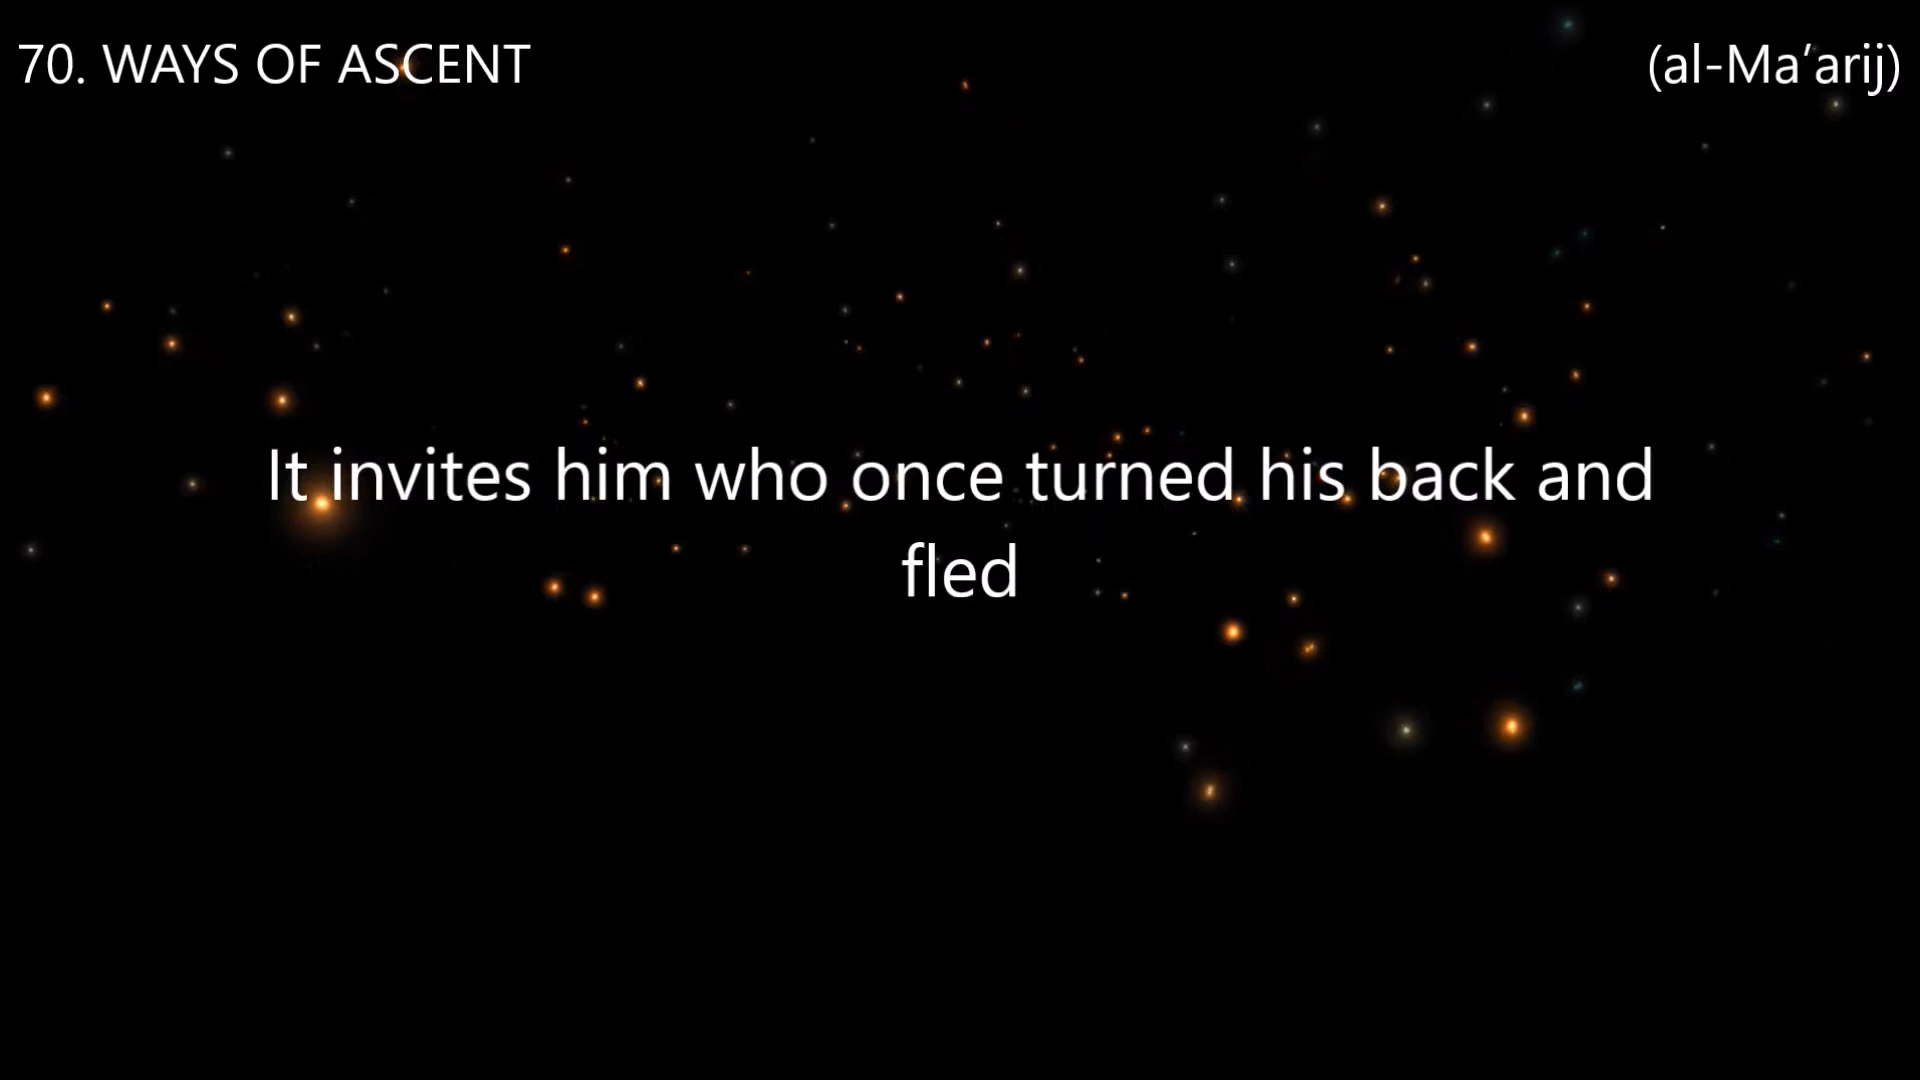 70. WAYS OF ASCENT
(al-Ma’arij)
It invites him who once turned his back and
fled